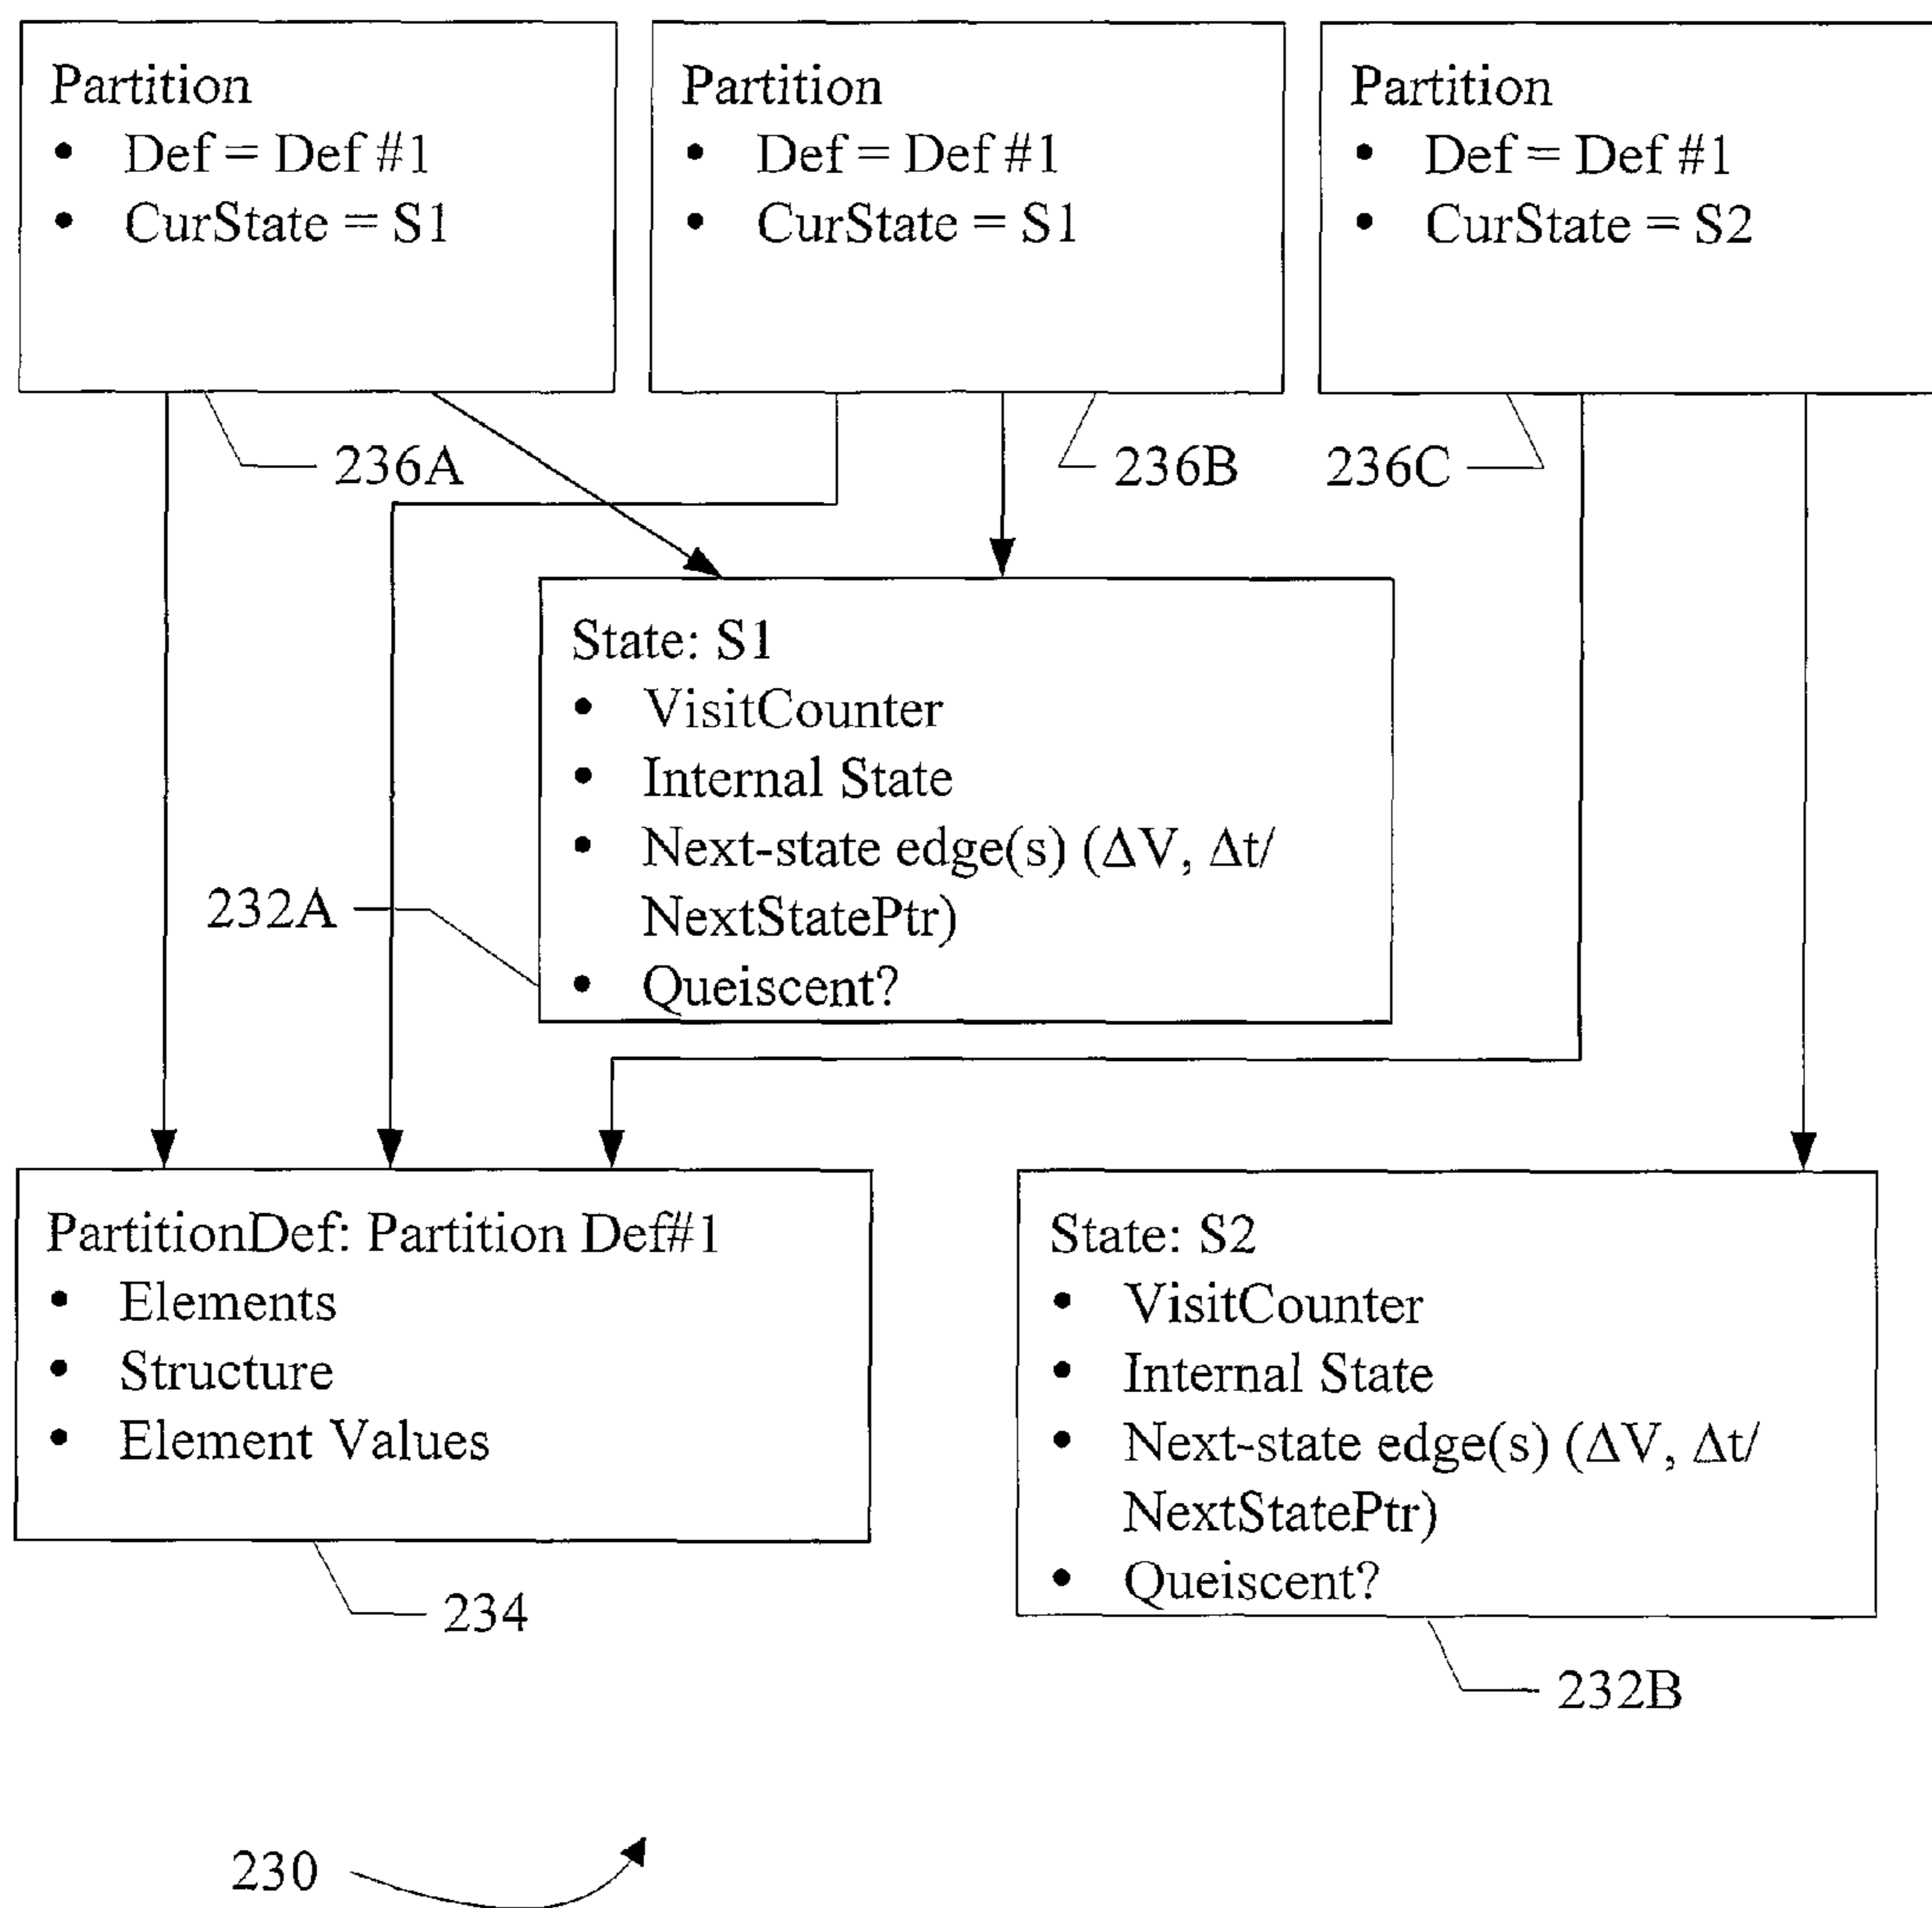 Partition
• Def = Def #1
• CurState = S1
Partition
• Def = Def #1
• CurState = S1
Partition
• Def = Def #1
• CurState = S2
236A
236B
236C
State: S1
• VisitCounter
• Internal State
• Next-state edge(s) (ΔV, Δt/
NextStatePtr)
• Queiscent?
232A
PartitionDef: Partition Def#1
• Elements
• Structure
• Element Values
234
State: S2
• VisitCounter
• Internal State
• Next-state edge(s) (ΔV, Δt/
NextStatePtr)
• Queiscent?
232B
230